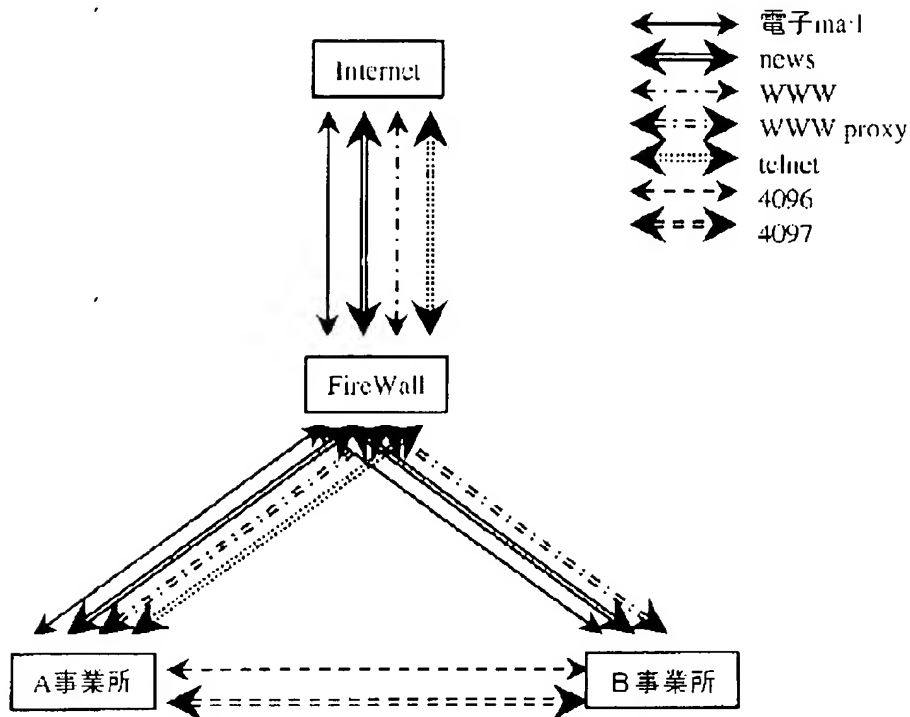 電子mail
Internet
news
WWW
WWW proxy
telnet
4096
4097
FireWall
A事業所
B事業所